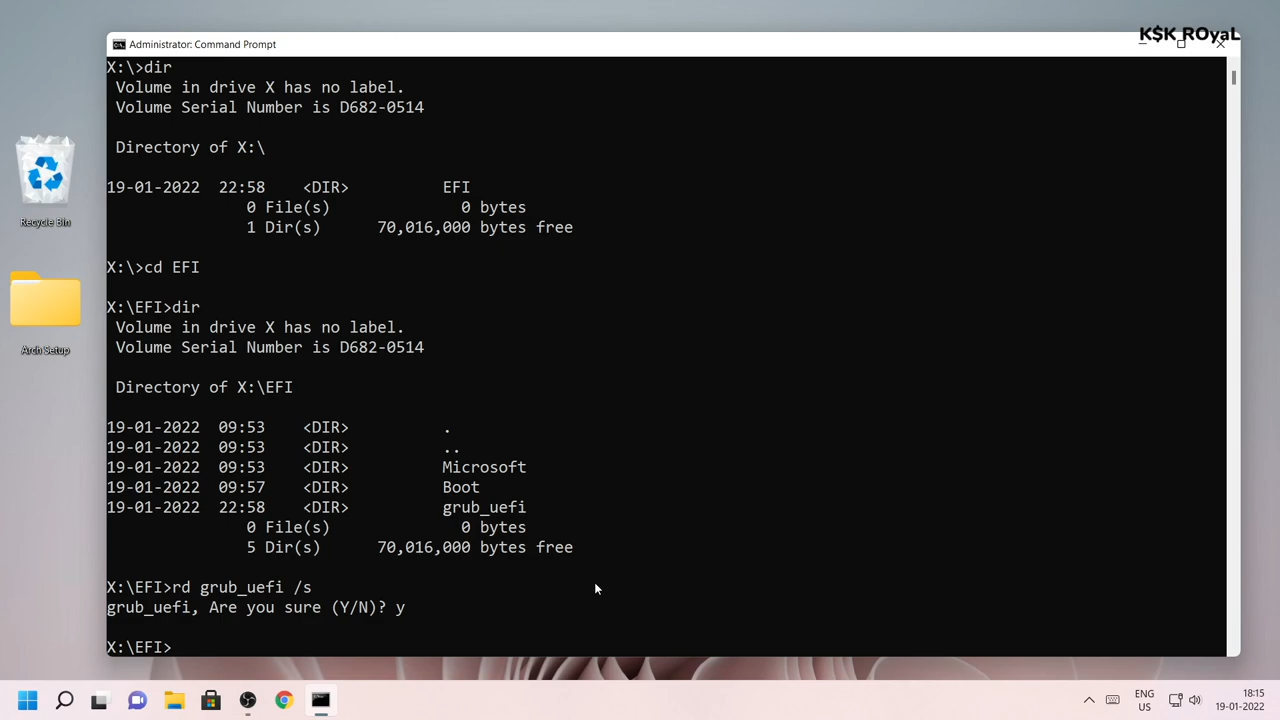 K$K ROyaL
Administrator: Command Prompt
X:\>dir
Volume in drive X has no label.
Volume Serial Number is D682-0514
Directory of X:\
19-01-2022 22:58 <DIR> EFI
0 File(s) 0 bytes
1 Dir(s) 70,016,000 bytes free
X:\>cd EFI
X:\EFI>dir
Volume in drive X has no label.
Volume Serial Number is D682-0514
Directory of X:\EFI
19-01-2022 09:53 <DIR> .
19-01-2022 09:53 <DIR> ..
19-01-2022 09:53 <DIR> Microsoft
19-01-2022 09:57 <DIR> Boot
19-01-2022 22:58 <DIR> grub_uefi
0 File(s) 0 bytes
5 Dir(s) 70,016,000 bytes free
X:\EFI>rd grub_uefi /s
grub_uefi, Are you sure (Y/N)? y
X:\EFI>
Recycle Bin
Arch Setup
ENG
US
18:15
19-01-2022